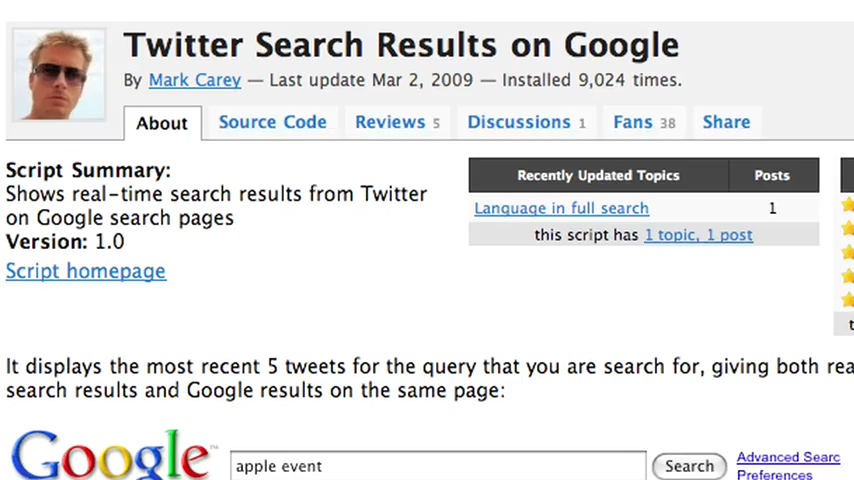 Twitter Search Results on Google
By Mark Carey — Last update Mar 2, 2009 — Installed 9,024 times.
About Source Code Reviews 5 Discussions 1 Fans 38 Share
Script Summary:
Shows real-time search results from Twitter
on Google search pages
Version: 1.0
Script homepage
Recently Updated Topics Posts
Language in full search 1
this script has 1 topic, 1 post
It displays the most recent 5 tweets for the query that you are search for, giving both rea
search results and Google results on the same page:
Google™ apple event Search Advanced Searc
Preferences